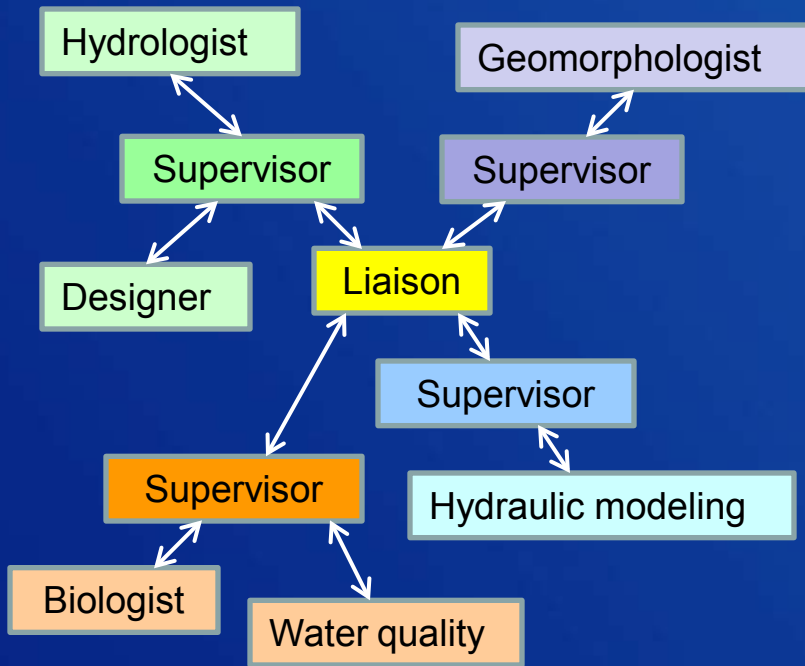 Hydrologist
Geomorphologist
Supervisor
Supervisor
Designer
Liaison
Supervisor
Supervisor
Hydraulic modeling
Biologist
Water quality